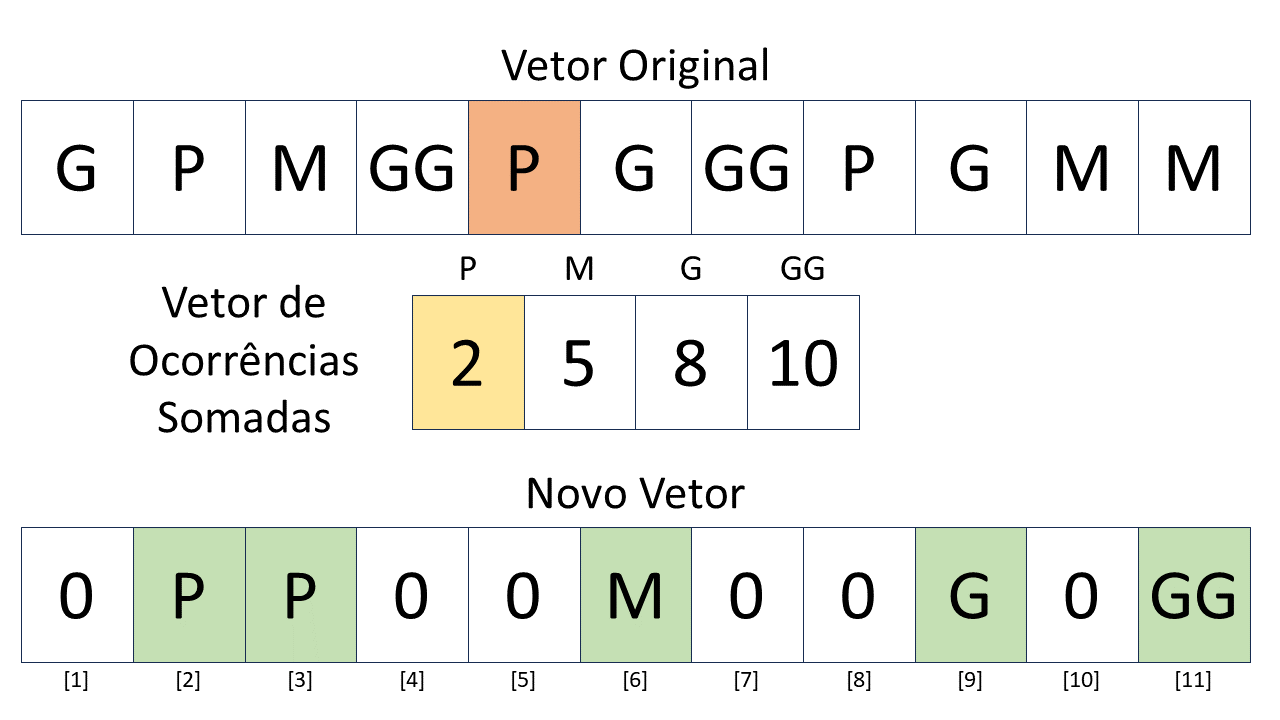 Vetor Original
G P M GG P G GG P G M M
P M G GG
Vetor de
Ocorrências
Somadas
2 5 8 10
Novo Vetor
0 P P 0 0 M 0 0 G 0 GG
[1] [2] [3] [4] [5] [6] [7] [8] [9] [10] [11]